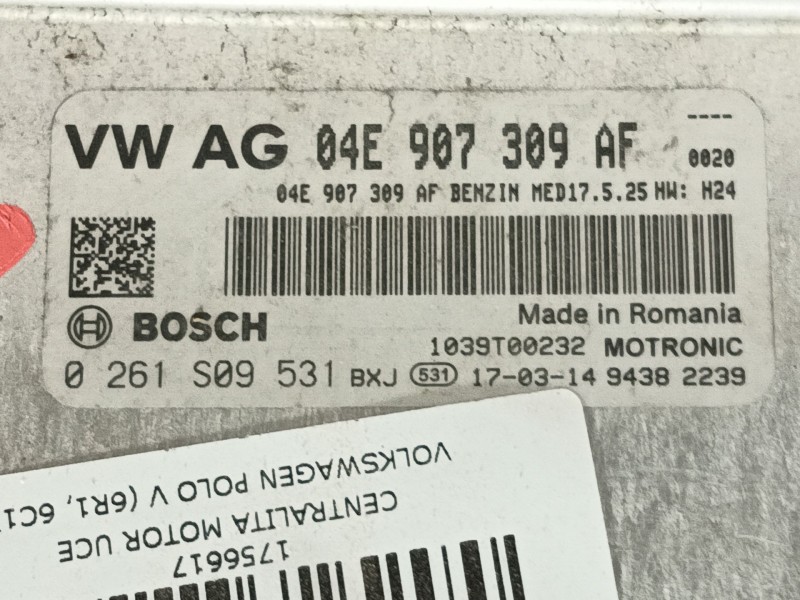 VW AG 04E 907 309 AF
----
0020
04E 907 309 AF BENZIN MED17.5.25 HW: H24
Made in Romania
BOSCH
1039T00232 MOTRONIC
0 261 S09 531 BXJ 531 17-03-14 9438 2239
VOLKSWAGEN POLO V (6R1, 6C1
CENTRALITA MOTOR UCE
1756617